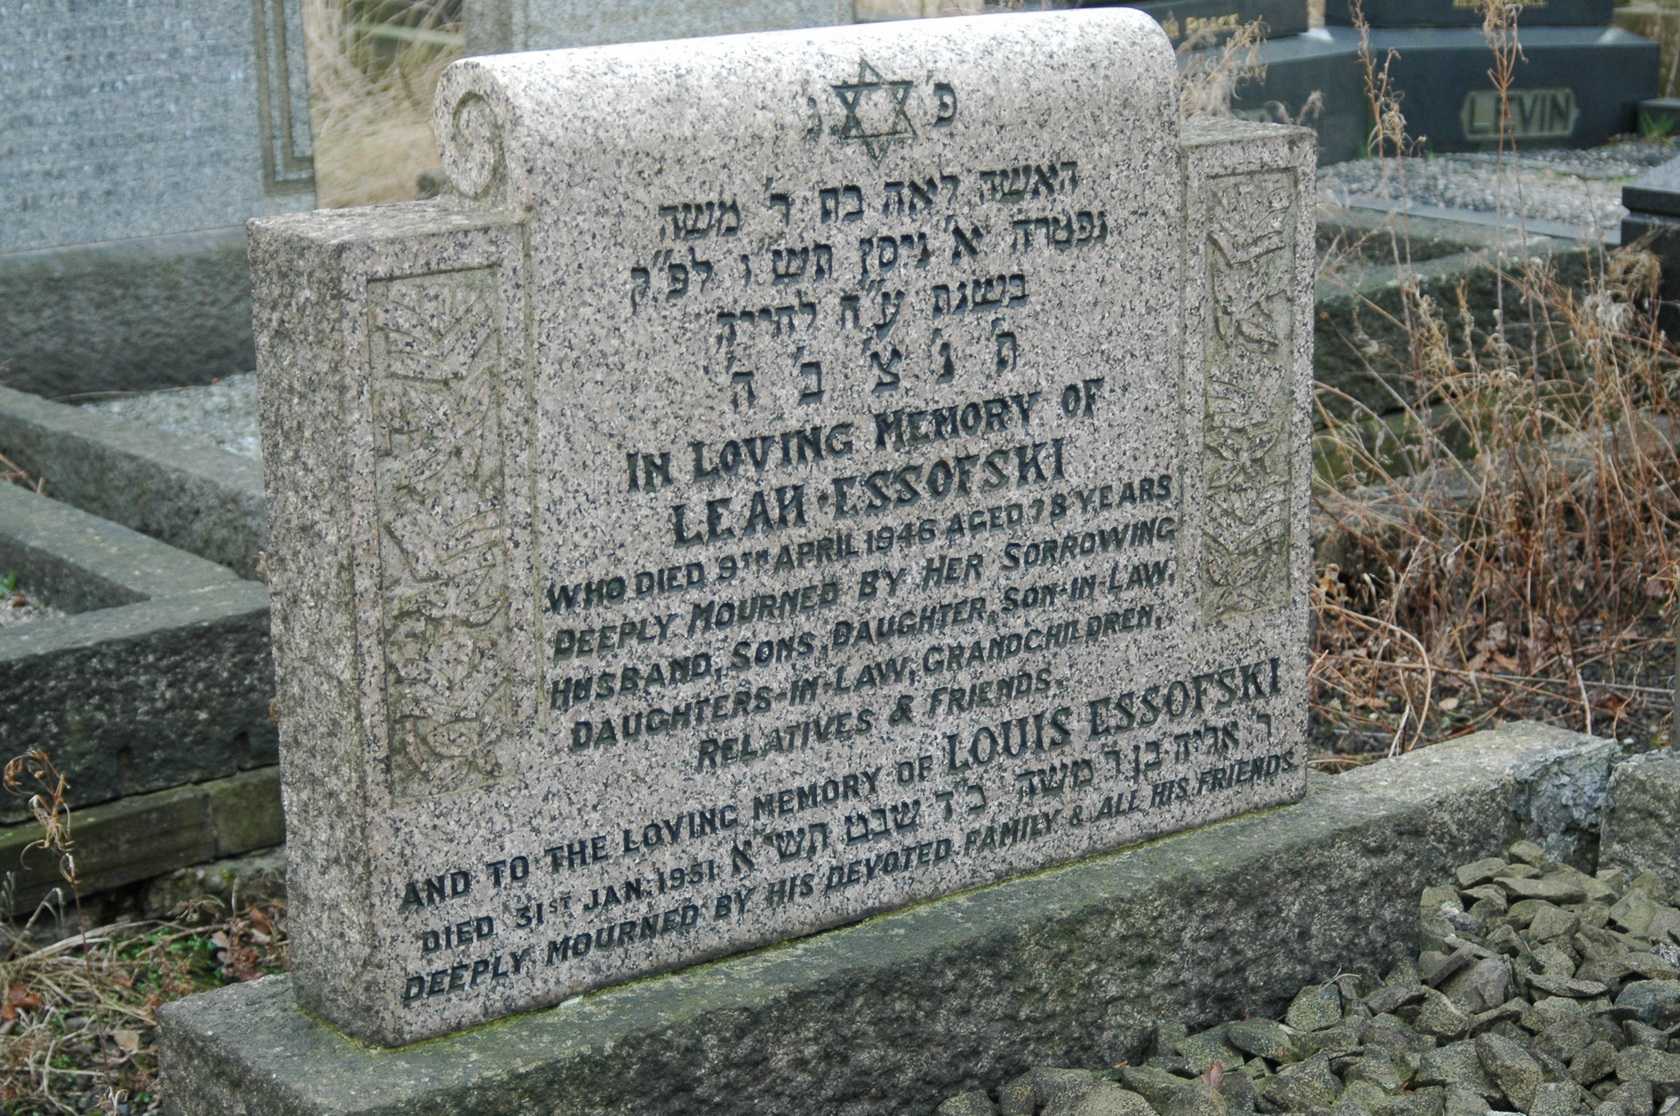 פ' נ'
האשה לאה בת ר' משה
נפטרה א' ניסן תש"ו לפ"ק
בשנת ע"ח לחייה
ת' נ' צ' ב' ה'
IN LOVING MEMORY OF
LEAH ESSOFSKI
WHO DIED 9TH APRIL 1946 AGED 78 YEARS
DEEPLY MOURNED BY HER SORROWING
HUSBAND, SONS, DAUGHTER, SON-IN-LAW,
DAUGHTERS-IN-LAW, GRANDCHILDREN,
RELATIVES & FRIENDS.
AND TO THE LOVING MEMORY OF LOUIS ESSOFSKI
DIED 31ST JAN. 1951 ר' אליה בן ר' משה כ"ד שבט תשי"א
DEEPLY MOURNED BY HIS DEVOTED FAMILY & ALL HIS FRIENDS.
LEVIN